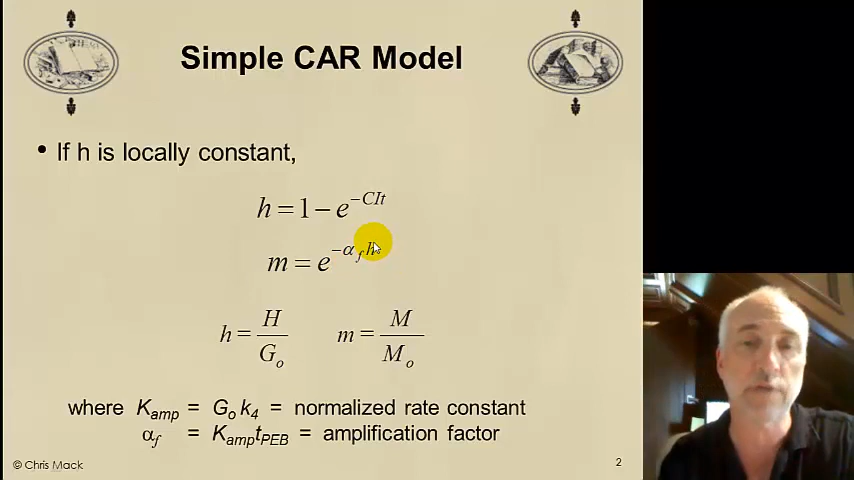 Simple CAR Model
• If h is locally constant,
h = 1 − e^{−CIt}
m = e^{−α_f h}
h = H / G_o    m = M / M_o
where K_amp = G_o k_4 = normalized rate constant
α_f = K_amp t_PEB = amplification factor
© Chris Mack
2